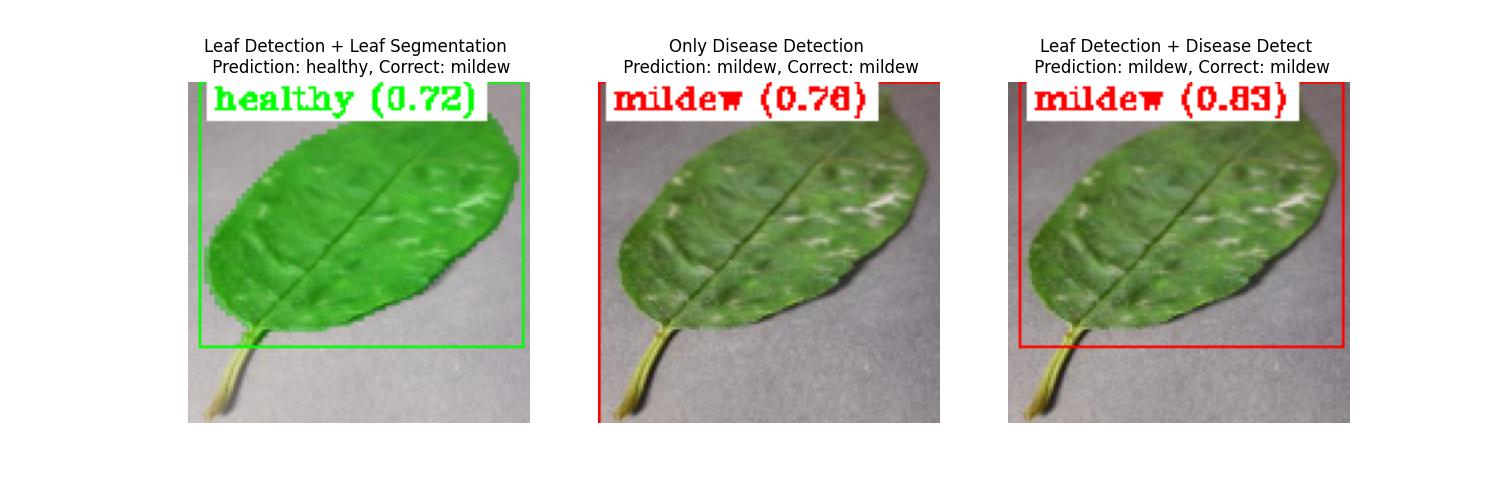 Leaf Detection + Leaf Segmentation
Prediction: healthy, Correct: mildew
healthy (0.72)
Only Disease Detection
Prediction: mildew, Correct: mildew
mildew (0.76)
Leaf Detection + Disease Detect
Prediction: mildew, Correct: mildew
mildew (0.83)